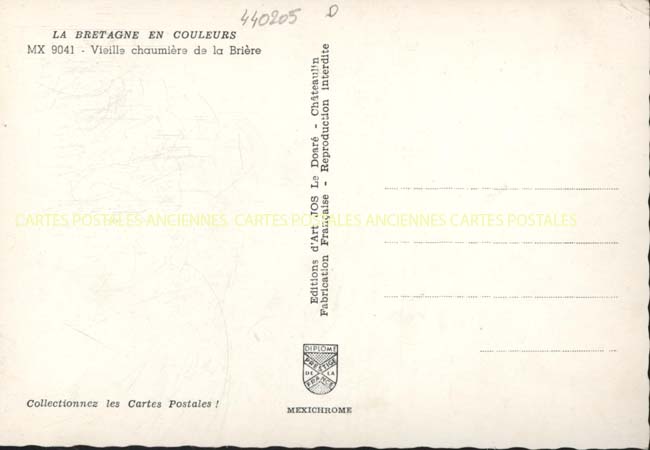 440205 D
LA BRETAGNE EN COULEURS
MX 9041 - Vieille chaumière de la Brière
Editions d'Art JOS Le Doaré - Châteaulin
Fabrication Française - Reproduction interdite
CARTES POSTALES ANCIENNES CARTES POSTALES ANCIENNES CARTES POSTALES
DIPLOME
PRESTIGE
DE LA
FRANCE
Collectionnez les Cartes Postales !
MEXICHROME